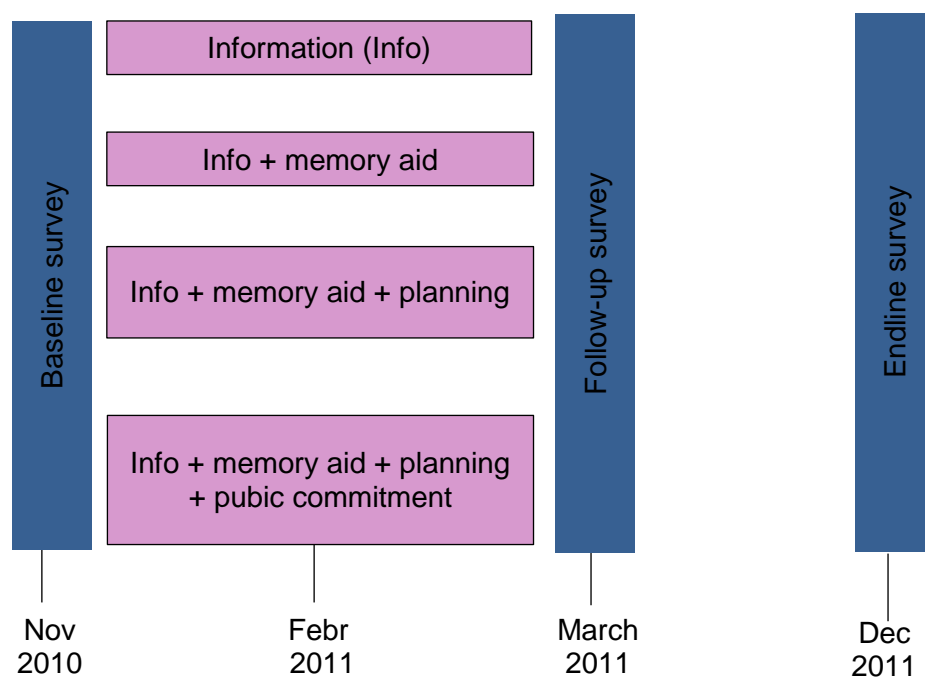 Baseline survey
Information (Info)
Info + memory aid
Info + memory aid + planning
Info + memory aid + planning
+ pubic commitment
Follow-up survey
Endline survey
Nov
2010
Febr
2011
March
2011
Dec
2011